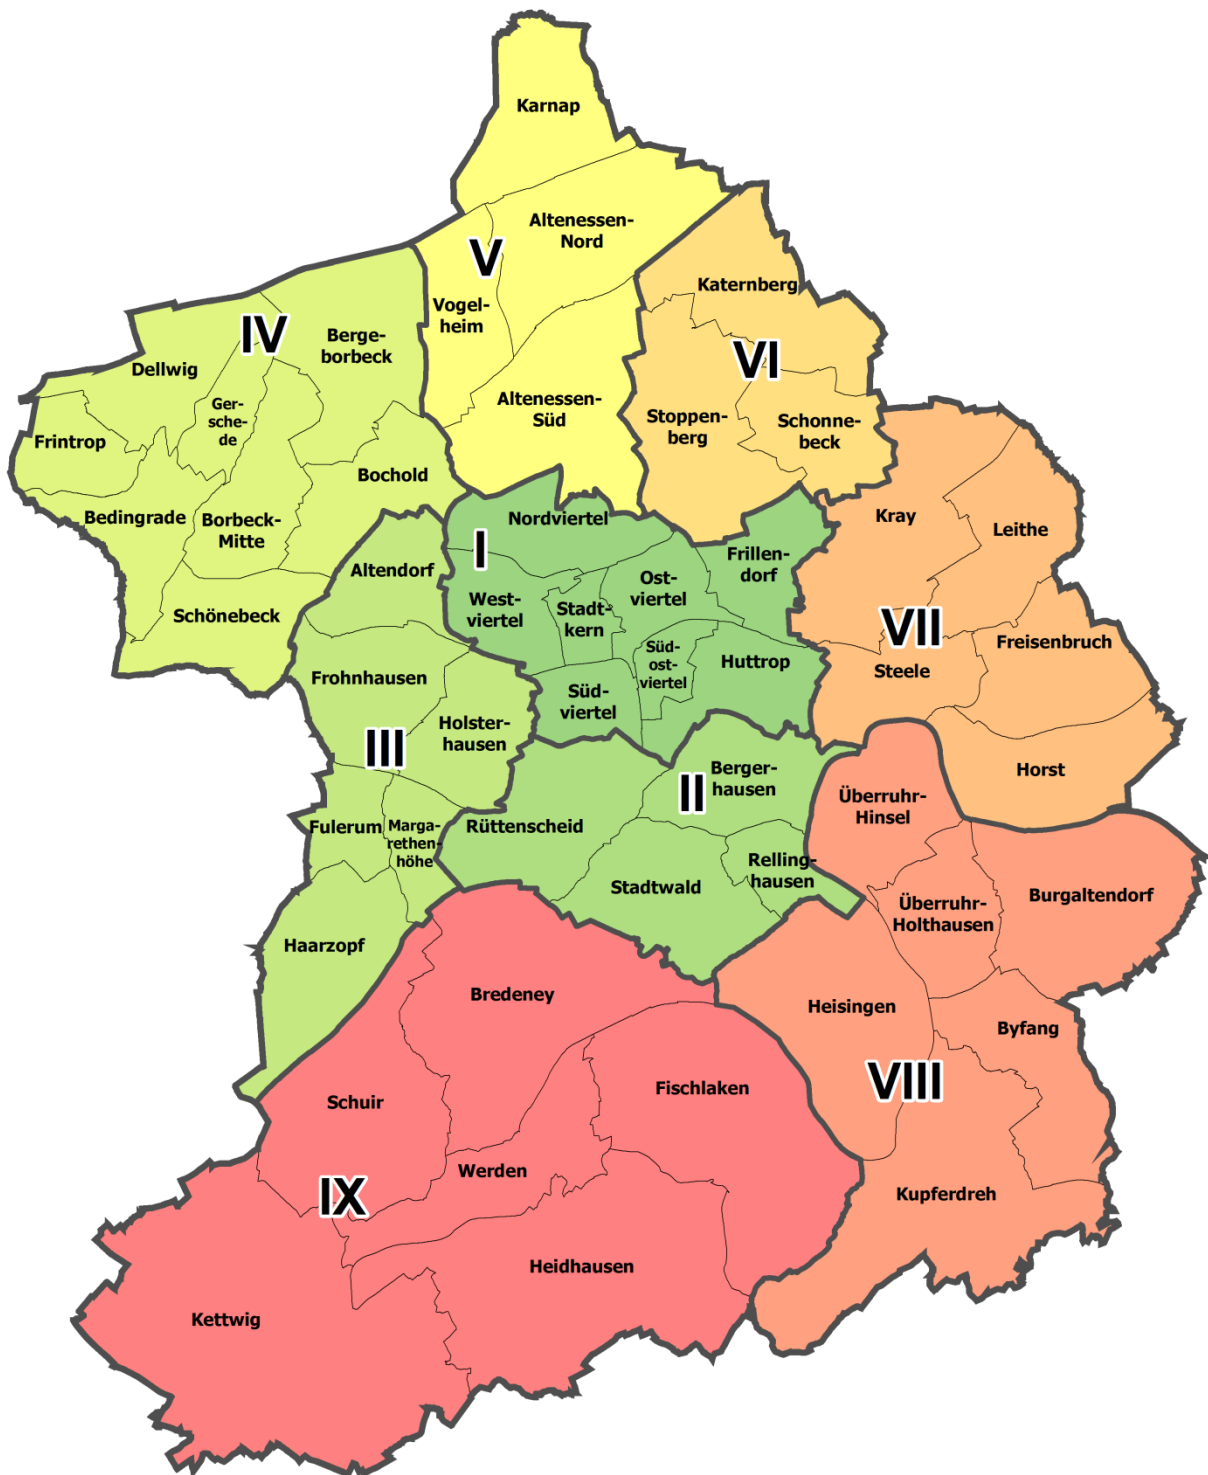 Karnap
Altenessen-
Nord
V
Vogel-
heim
Altenessen-
Süd
IV
Berge-
borbeck
Dellwig
Ger-
sche-
de
Frintrop
Bochold
Bedingrade
Borbeck-
Mitte
Schönebeck
Katernberg
VI
Stoppen-
berg
Schonne-
beck
Nordviertel
I
West-
viertel
Stadt-
kern
Ost-
viertel
Frillen-
dorf
Süd-
ost-
viertel
Huttrop
Süd-
viertel
Kray
Leithe
VII
Freisenbruch
Steele
Horst
Altendorf
Frohnhausen
Holster-
hausen
III
Fulerum
Marga-
rethen-
höhe
Haarzopf
Berger-
hausen
II
Rüttenscheid
Stadtwald
Relling-
hausen
Überruhr-
Hinsel
Überruhr-
Holthausen
Burgaltendorf
Heisingen
Byfang
VIII
Kupferdreh
Bredeney
Fischlaken
Schuir
Werden
IX
Heidhausen
Kettwig